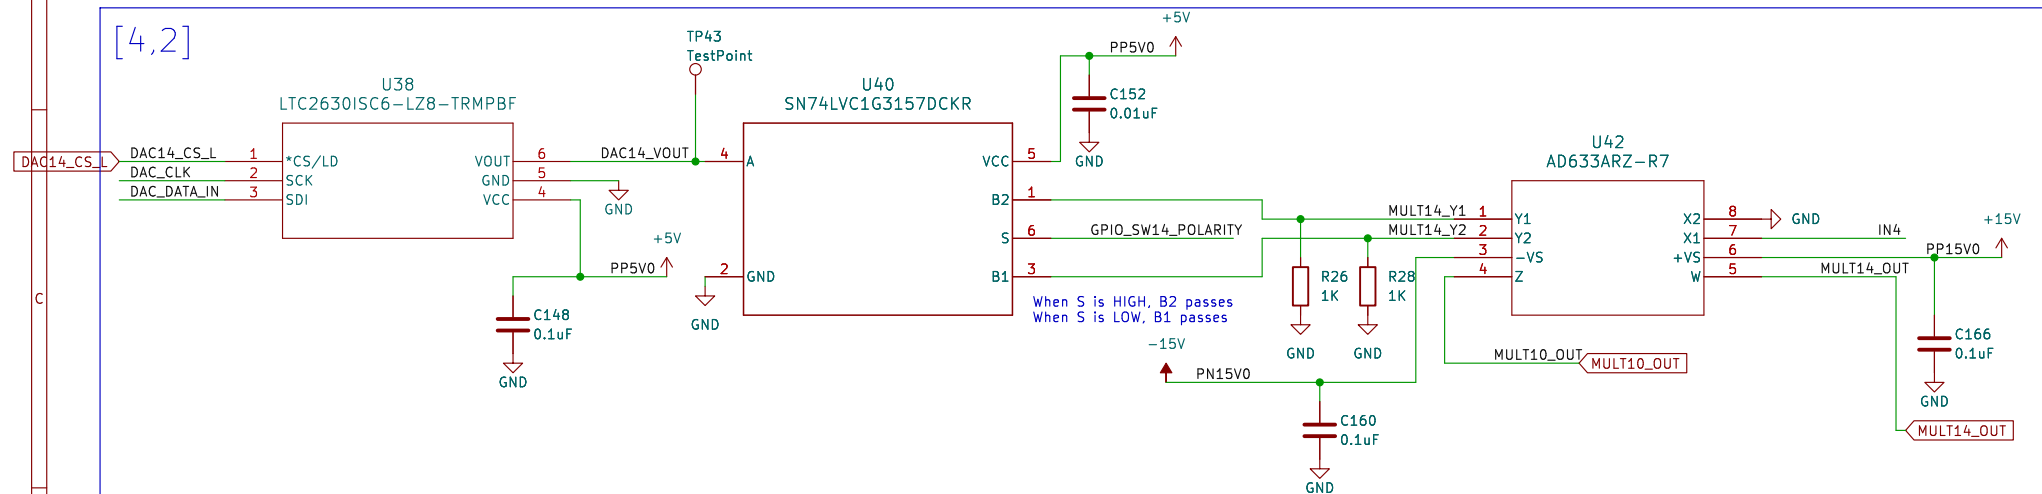 [4,2]
C
DAC14_CS_L
DAC14_CS_L
DAC_CLK
DAC_DATA_IN
1
2
3
U38
LTC2630ISC6-LZ8-TRMPBF
*CS/LD
SCK
SDI
VOUT
GND
VCC
6
5
4
GND
+5V
PP5V0
C148
0.1uF
GND
TP43
TestPoint
DAC14_VOUT
4
2
GND
U40
SN74LVC1G3157DCKR
A
GND
VCC
B2
S
B1
5
1
6
3
+5V
PP5V0
C152
0.01uF
GND
GPIO_SW14_POLARITY
When S is HIGH, B2 passes
When S is LOW, B1 passes
R26
1K
GND
R28
1K
GND
-15V
PN15V0
C160
0.1uF
GND
MULT14_Y1
MULT14_Y2
1
2
3
4
U42
AD633ARZ-R7
Y1
Y2
-VS
Z
X2
X1
+VS
W
8
7
6
5
MULT10_OUT
MULT10_OUT
GND
IN4
+15V
PP15V0
MULT14_OUT
C166
0.1uF
GND
MULT14_OUT